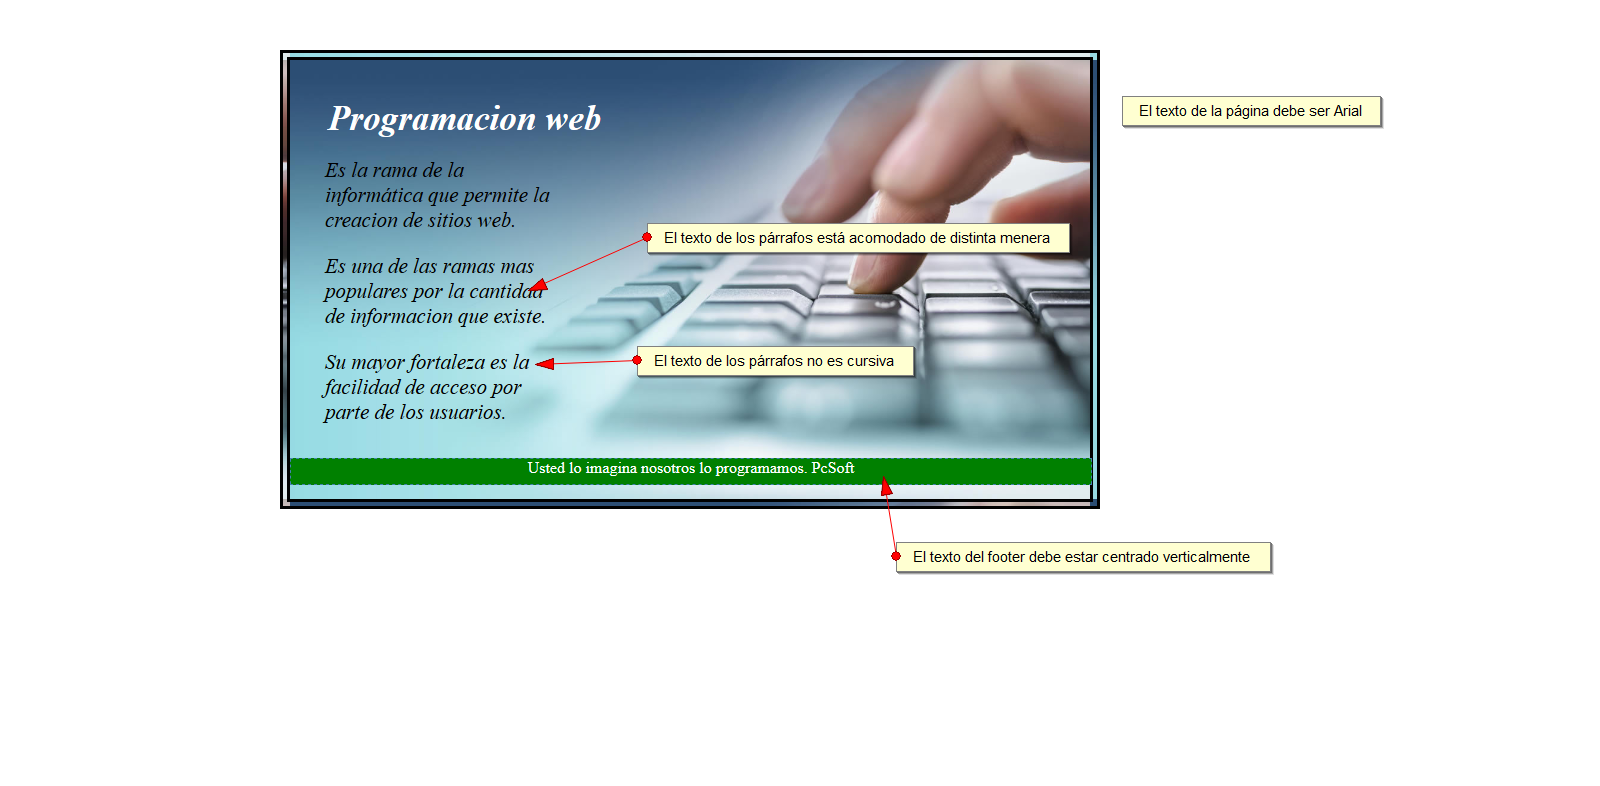 El texto de la página debe ser Arial
Programacion web
Es la rama de la
informática que permite la
creacion de sitios web.
El texto de los párrafos está acomodado de distinta menera
Es una de las ramas mas
populares por la cantidad
de informacion que existe.
El texto de los párrafos no es cursiva
Su mayor fortaleza es la
facilidad de acceso por
parte de los usuarios.
Usted lo imagina nosotros lo programamos. PcSoft
El texto del footer debe estar centrado verticalmente